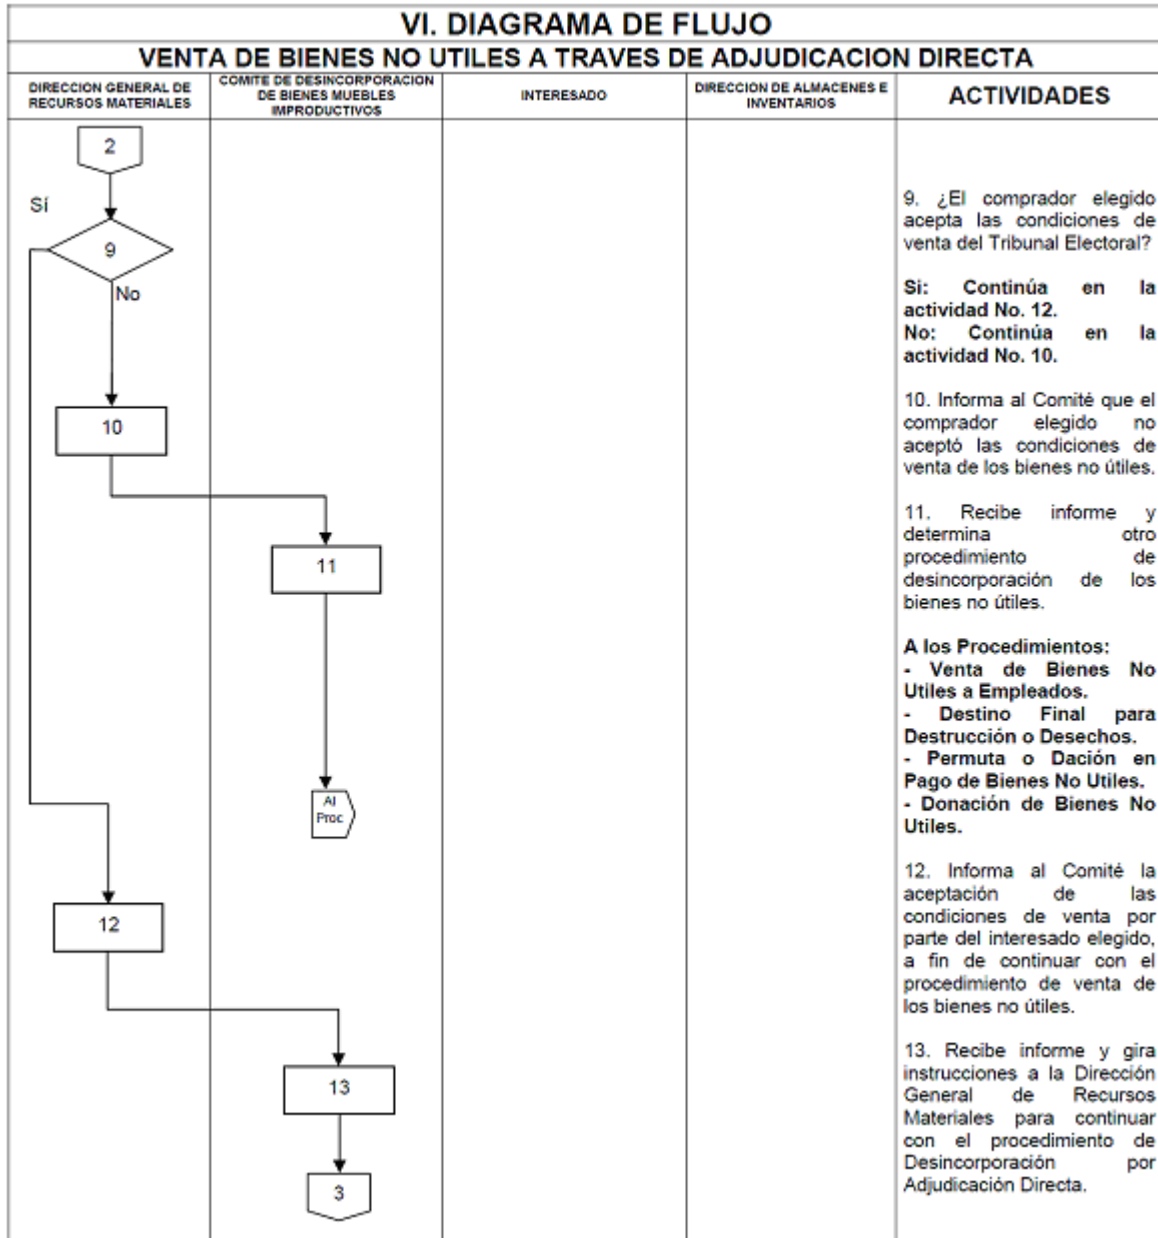 VI. DIAGRAMA DE FLUJO
VENTA DE BIENES NO UTILES A TRAVES DE ADJUDICACION DIRECTA
DIRECCION GENERAL DE
RECURSOS MATERIALES
COMITE DE DESINCORPORACION
DE BIENES MUEBLES
IMPRODUCTIVOS
INTERESADO
DIRECCION DE ALMACENES E
INVENTARIOS
ACTIVIDADES
2
Sí
9
No
10
11
Al
Proc
12
13
3
9. ¿El comprador elegido
acepta las condiciones de
venta del Tribunal Electoral?
Si: Continúa en la
actividad No. 12.
No: Continúa en la
actividad No. 10.
10. Informa al Comité que el
comprador elegido no
aceptó las condiciones de
venta de los bienes no útiles.
11. Recibe informe y
determina otro
procedimiento de
desincorporación de los
bienes no útiles.
A los Procedimientos:
- Venta de Bienes No
Utiles a Empleados.
- Destino Final para
Destrucción o Desechos.
- Permuta o Dación en
Pago de Bienes No Utiles.
- Donación de Bienes No
Utiles.
12. Informa al Comité la
aceptación de las
condiciones de venta por
parte del interesado elegido,
a fin de continuar con el
procedimiento de venta de
los bienes no útiles.
13. Recibe informe y gira
instrucciones a la Dirección
General de Recursos
Materiales para continuar
con el procedimiento de
Desincorporación por
Adjudicación Directa.